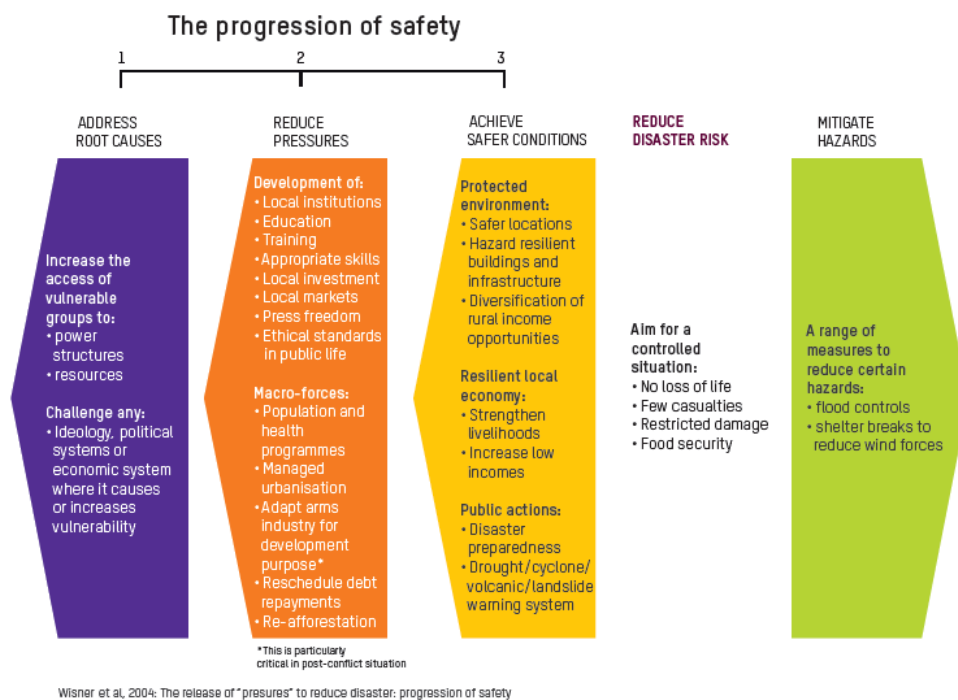 The progression of safety
1
2
3
ADDRESS
ROOT CAUSES
Increase the
access of
vulnerable
groups to:
• power
structures
• resources
Challenge any:
• Ideology, political
systems or
economic system
where it causes
or increases
vulnerability
REDUCE
PRESSURES
Development of:
• Local institutions
• Education
• Training
• Appropriate skills
• Local investment
• Local markets
• Press freedom
• Ethical standards
in public life
Macro-forces:
• Population and
health
programmes
• Managed
urbanisation
• Adapt arms
industry for
development
purpose*
• Reschedule debt
repayments
• Re-afforestation
*This is particularly
critical in post-conflict situation
ACHIEVE
SAFER CONDITIONS
Protected
environment:
• Safer locations
• Hazard resilient
buildings and
infrastructure
• Diversification of
rural income
opportunities
Resilient local
economy:
• Strengthen
livelihoods
• Increase low
incomes
Public actions:
• Disaster
preparedness
• Drought/cyclone/
volcanic/landslide
warning system
REDUCE
DISASTER RISK
Aim for a
controlled
situation:
• No loss of life
• Few casualties
• Restricted damage
• Food security
MITIGATE
HAZARDS
A range of
measures to
reduce certain
hazards:
• flood controls
• shelter breaks to
reduce wind forces
Wisner et al, 2004: The release of "presures" to reduce disaster: progression of safety